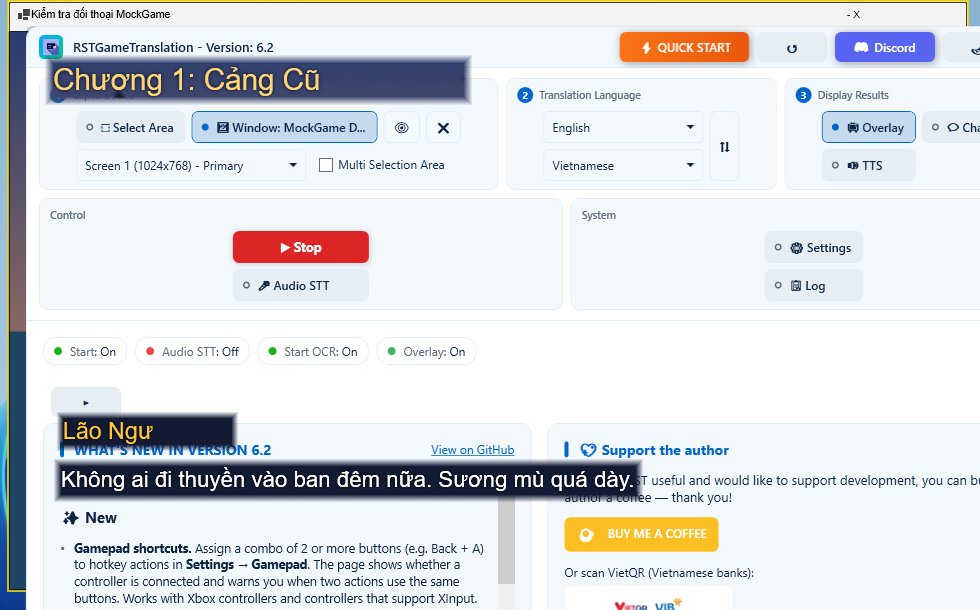 Kiểm tra đối thoại MockGame
- X
RSTGameTranslation - Version: 6.2
QUICK START
Discord
Chương 1: Cảng Cũ
Select Area
Window: MockGame D...
Screen 1 (1024x768) - Primary
Multi Selection Area
2 Translation Language
English
Vietnamese
3 Display Results
Overlay
Cha
TTS
Control
Stop
Audio STT
System
Settings
Log
Start: On
Audio STT: Off
Start OCR: On
Overlay: On
Lão Ngư
WHAT'S NEW IN VERSION 6.2
View on GitHub
Không ai đi thuyền vào ban đêm nữa. Sương mù quá dày.
New
• Gamepad shortcuts. Assign a combo of 2 or more buttons (e.g. Back + A)
to hotkey actions in Settings → Gamepad. The page shows whether a
controller is connected and warns you when two actions use the same
buttons. Works with Xbox controllers and controllers that support XInput.
Support the author
ST useful and would like to support development, you can bu
author a coffee — thank you!
BUY ME A COFFEE
Or scan VietQR (Vietnamese banks):
VIETQR VIB